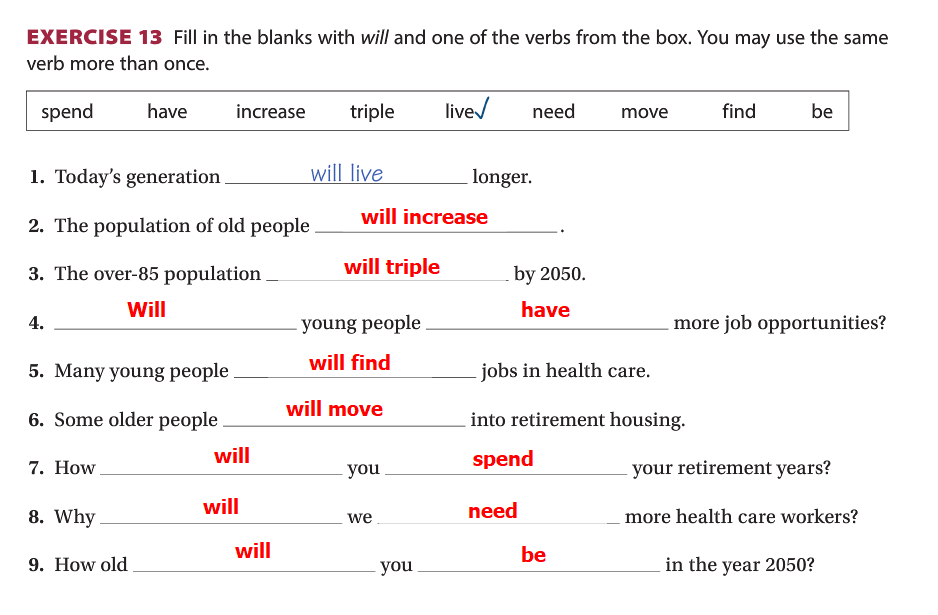 EXERCISE 13 Fill in the blanks with will and one of the verbs from the box. You may use the same
verb more than once.
spend have increase triple live✓ need move find be
1. Today's generation will live longer.
2. The population of old people will increase .
3. The over-85 population will triple by 2050.
4. Will young people have more job opportunities?
5. Many young people will find jobs in health care.
6. Some older people will move into retirement housing.
7. How will you spend your retirement years?
8. Why will we need more health care workers?
9. How old will you be in the year 2050?